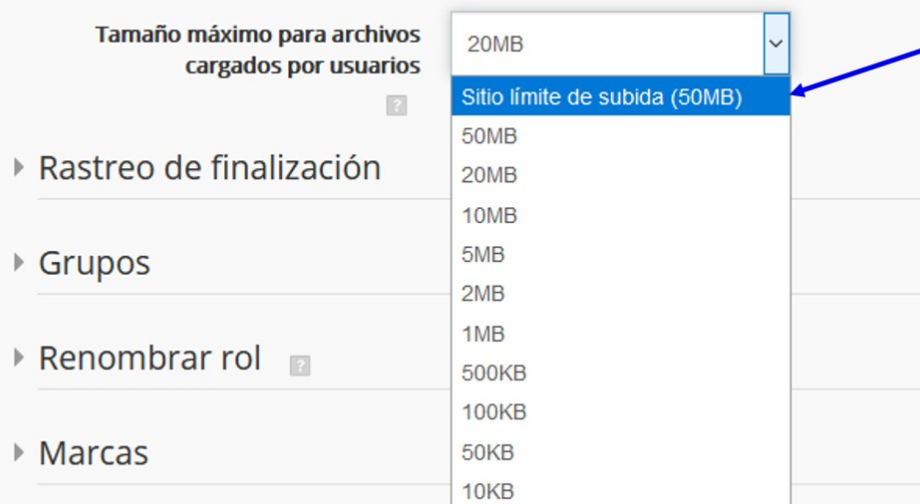 Tamaño máximo para archivos
cargados por usuarios
?
20MB
Sitio límite de subida (50MB)
50MB
20MB
10MB
5MB
2MB
1MB
500KB
100KB
50KB
10KB
Rastreo de finalización
Grupos
Renombrar rol ?
Marcas